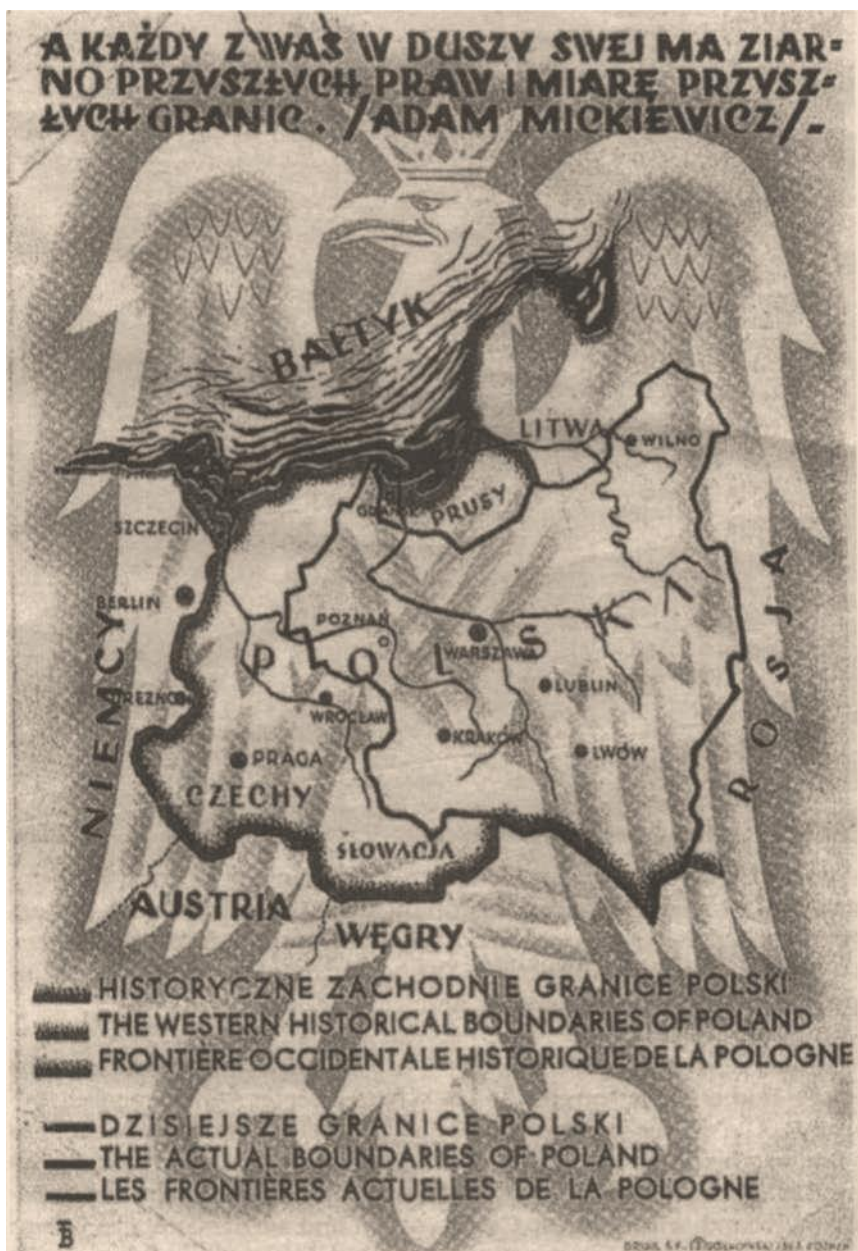 A KAŻDY Z WAS W DUSZY SWEJ MA ZIAR=
NO PRZYSZŁYCH PRAW I MIARĘ PRZYSZ=
ŁYCH GRANIC. /ADAM MICKIEWICZ/-
BAŁTYK
LITWA
WILNO
GDAŃSK
PRUSY
SZCZECIN
BERLIN
NIEMCY
POZNAŃ
WARSZAWA
POLSKA
LUBLIN
ROSJA
DREZNO
WROCŁAW
KRAKÓW
LWÓW
PRAGA
CZECHY
SŁOWACJA
AUSTRIA
WĘGRY
HISTORYCZNE ZACHODNIE GRANICE POLSKI
THE WESTERN HISTORICAL BOUNDARIES OF POLAND
FRONTIÈRE OCCIDENTALE HISTORIQUE DE LA POLOGNE
DZISIEJSZE GRANICE POLSKI
THE ACTUAL BOUNDARIES OF POLAND
LES FRONTIÈRES ACTUELLES DE LA POLOGNE